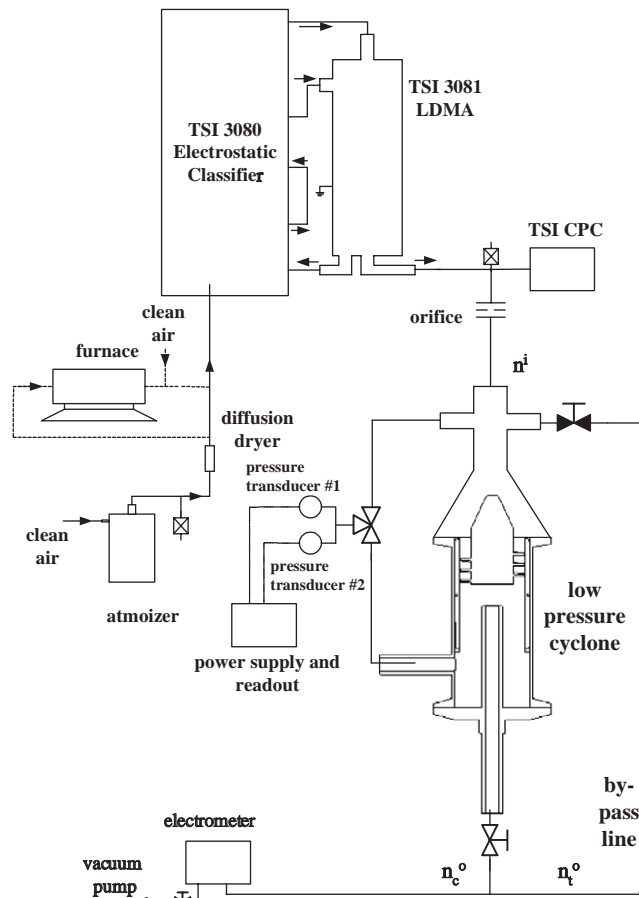 TSI 3080
Electrostatic
Classifier
TSI 3081
LDMA
TSI CPC
orifice
clean
air
furnace
nⁱ
diffusion
dryer
pressure
transducer #1
clean
air
pressure
transducer #2
atmoizer
low
pressure
cyclone
power supply and
readout
by-
pass
line
electrometer
vacuum
pump
n_c^o
n_t^o